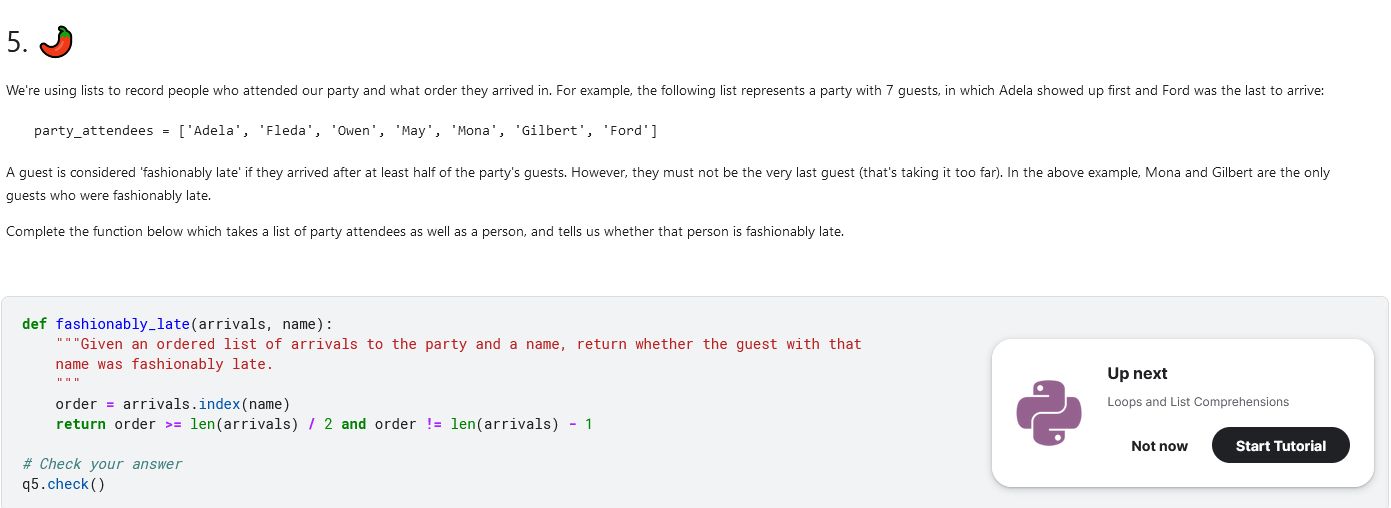 5.
We're using lists to record people who attended our party and what order they arrived in. For example, the following list represents a party with 7 guests, in which Adela showed up first and Ford was the last to arrive:
party_attendees = ['Adela', 'Fleda', 'Owen', 'May', 'Mona', 'Gilbert', 'Ford']
A guest is considered 'fashionably late' if they arrived after at least half of the party's guests. However, they must not be the very last guest (that's taking it too far). In the above example, Mona and Gilbert are the only
guests who were fashionably late.
Complete the function below which takes a list of party attendees as well as a person, and tells us whether that person is fashionably late.
def fashionably_late(arrivals, name):
    """Given an ordered list of arrivals to the party and a name, return whether the guest with that
    name was fashionably late.
    """
    order = arrivals.index(name)
    return order >= len(arrivals) / 2 and order != len(arrivals) - 1
# Check your answer
q5.check()
Up next
Loops and List Comprehensions
Not now Start Tutorial